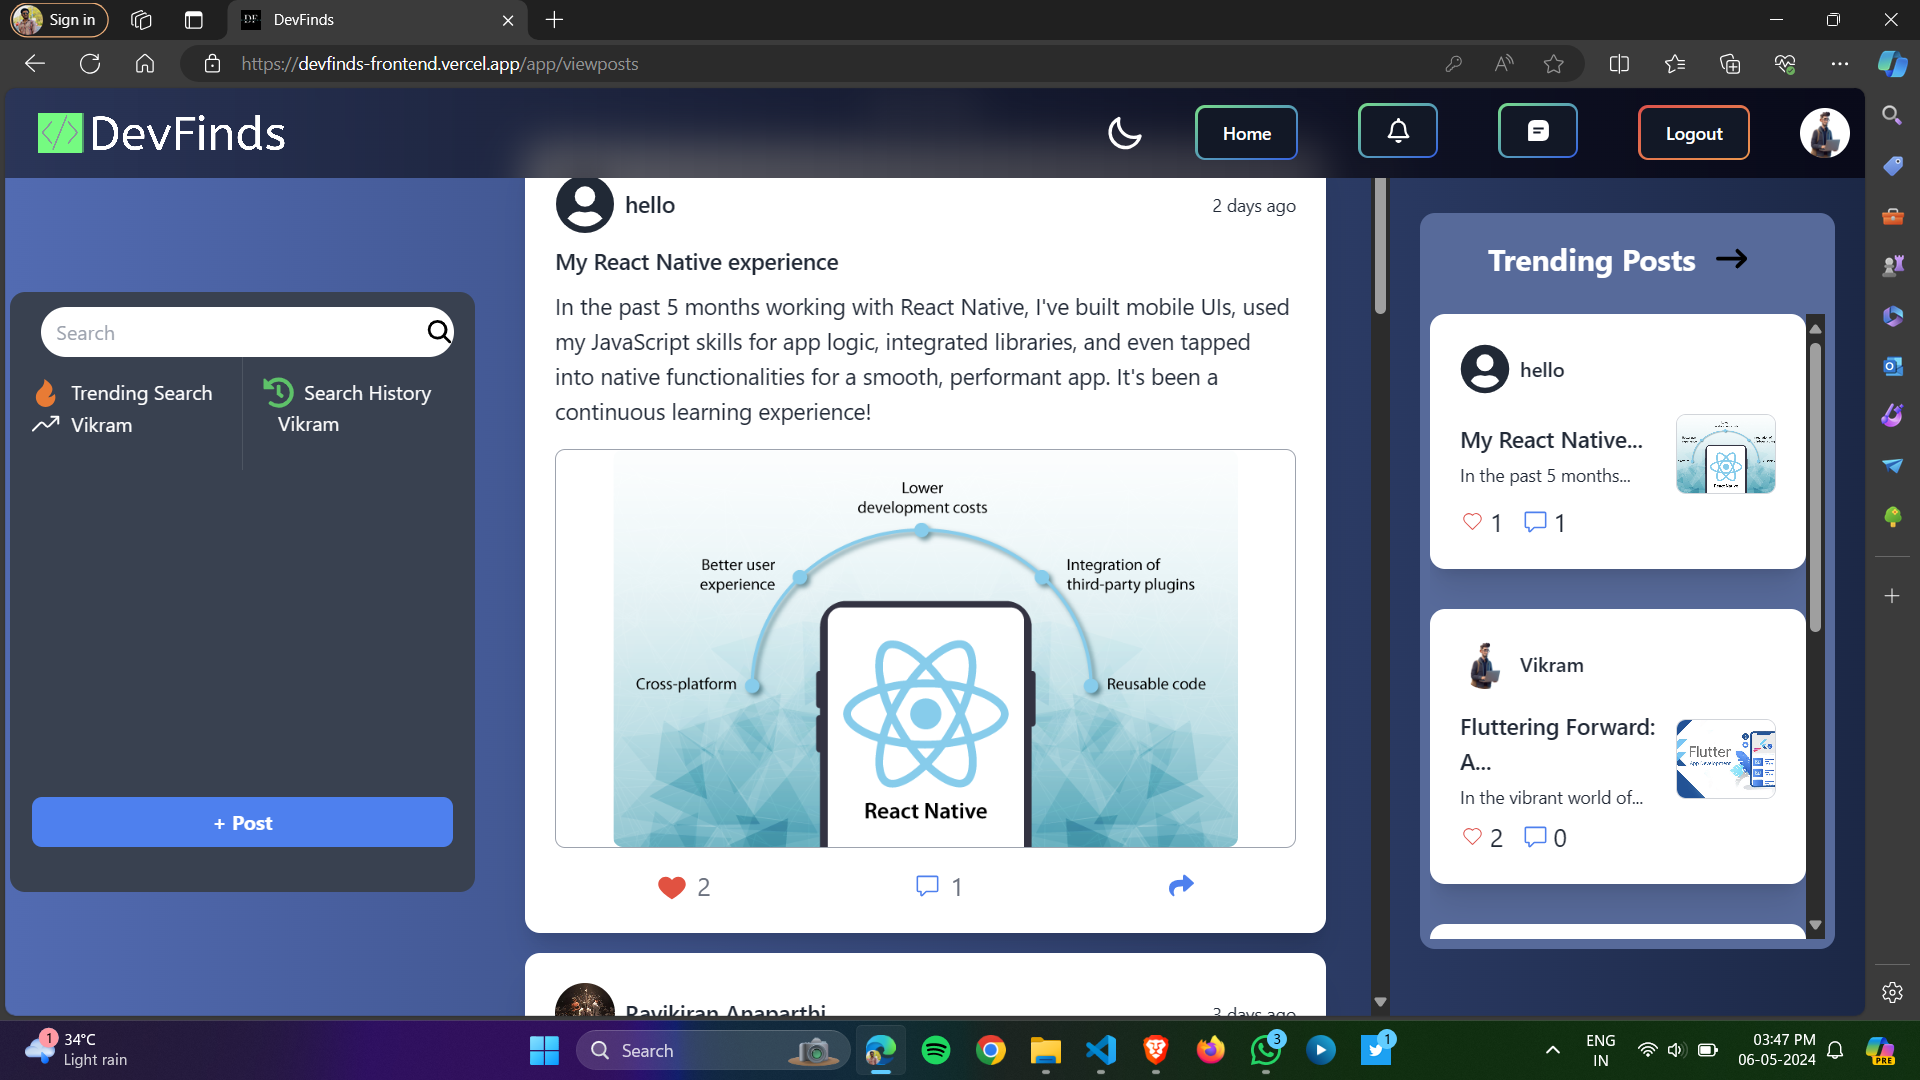 Sign in
DevFinds
https://devfinds-frontend.vercel.app/app/viewposts
</> DevFinds
Home
Logout
Search
Trending Search
Vikram
Search History
Vikram
+ Post
hello
2 days ago
My React Native experience
In the past 5 months working with React Native, I've built mobile UIs, used
my JavaScript skills for app logic, integrated libraries, and even tapped
into native functionalities for a smooth, performant app. It's been a
continuous learning experience!
Lower
development costs
Better user
experience
Integration of
third-party plugins
Cross-platform
Reusable code
React Native
2
1
Ravikiran Anaparthi
3 days ago
Trending Posts
hello
My React Native...
In the past 5 months...
1
1
Vikram
Fluttering Forward:
A...
In the vibrant world of...
Flutter
App Development
2
0
1
34°C
Light rain
Search
3
1
ENG
IN
03:47 PM
06-05-2024
PRE